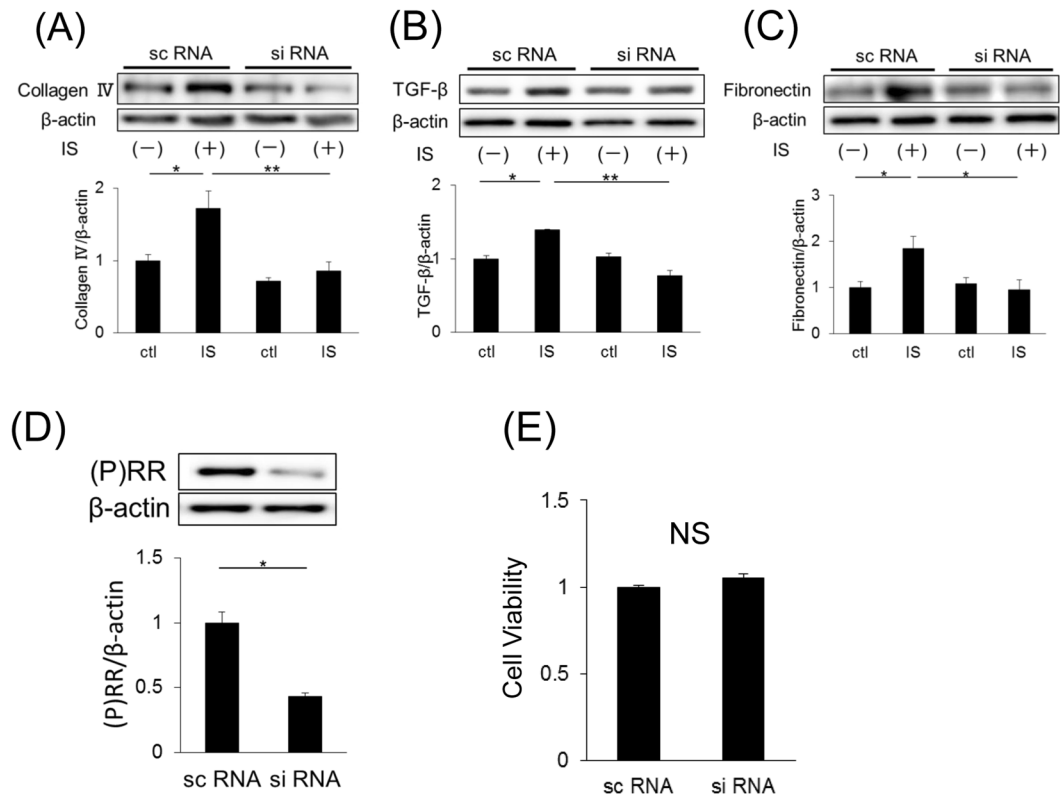 (A)
sc RNA si RNA
Collagen Ⅳ
β-actin
IS (−) (+) (−) (+)
* **
Collagen Ⅳ/β-actin
2
1
0
ctl IS ctl IS
(B)
sc RNA si RNA
TGF-β
β-actin
IS (−) (+) (−) (+)
* **
TGF-β/β-actin
2
1
0
ctl IS ctl IS
(C)
sc RNA si RNA
Fibronectin
β-actin
IS (−) (+) (−) (+)
* *
Fibronectin/β-actin
3
2
1
0
ctl IS ctl IS
(D)
(P)RR
β-actin
*
(P)RR/β-actin
1.5
1
0.5
0
sc RNA si RNA
(E)
NS
Cell Viability
1.5
1
0.5
0
sc RNA si RNA